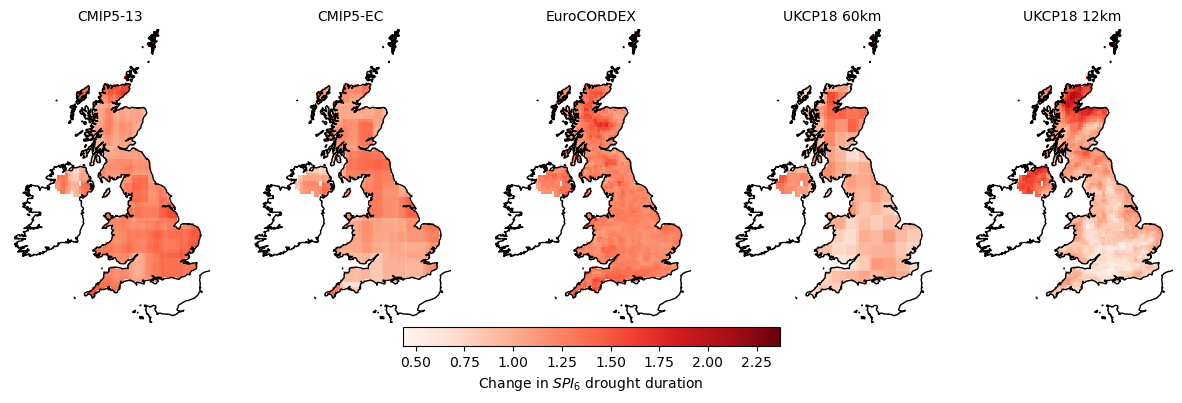 CMIP5-13 CMIP5-EC EuroCORDEX UKCP18 60km UKCP18 12km
0.50 0.75 1.00 1.25 1.50 1.75 2.00 2.25
Change in SPI₆ drought duration